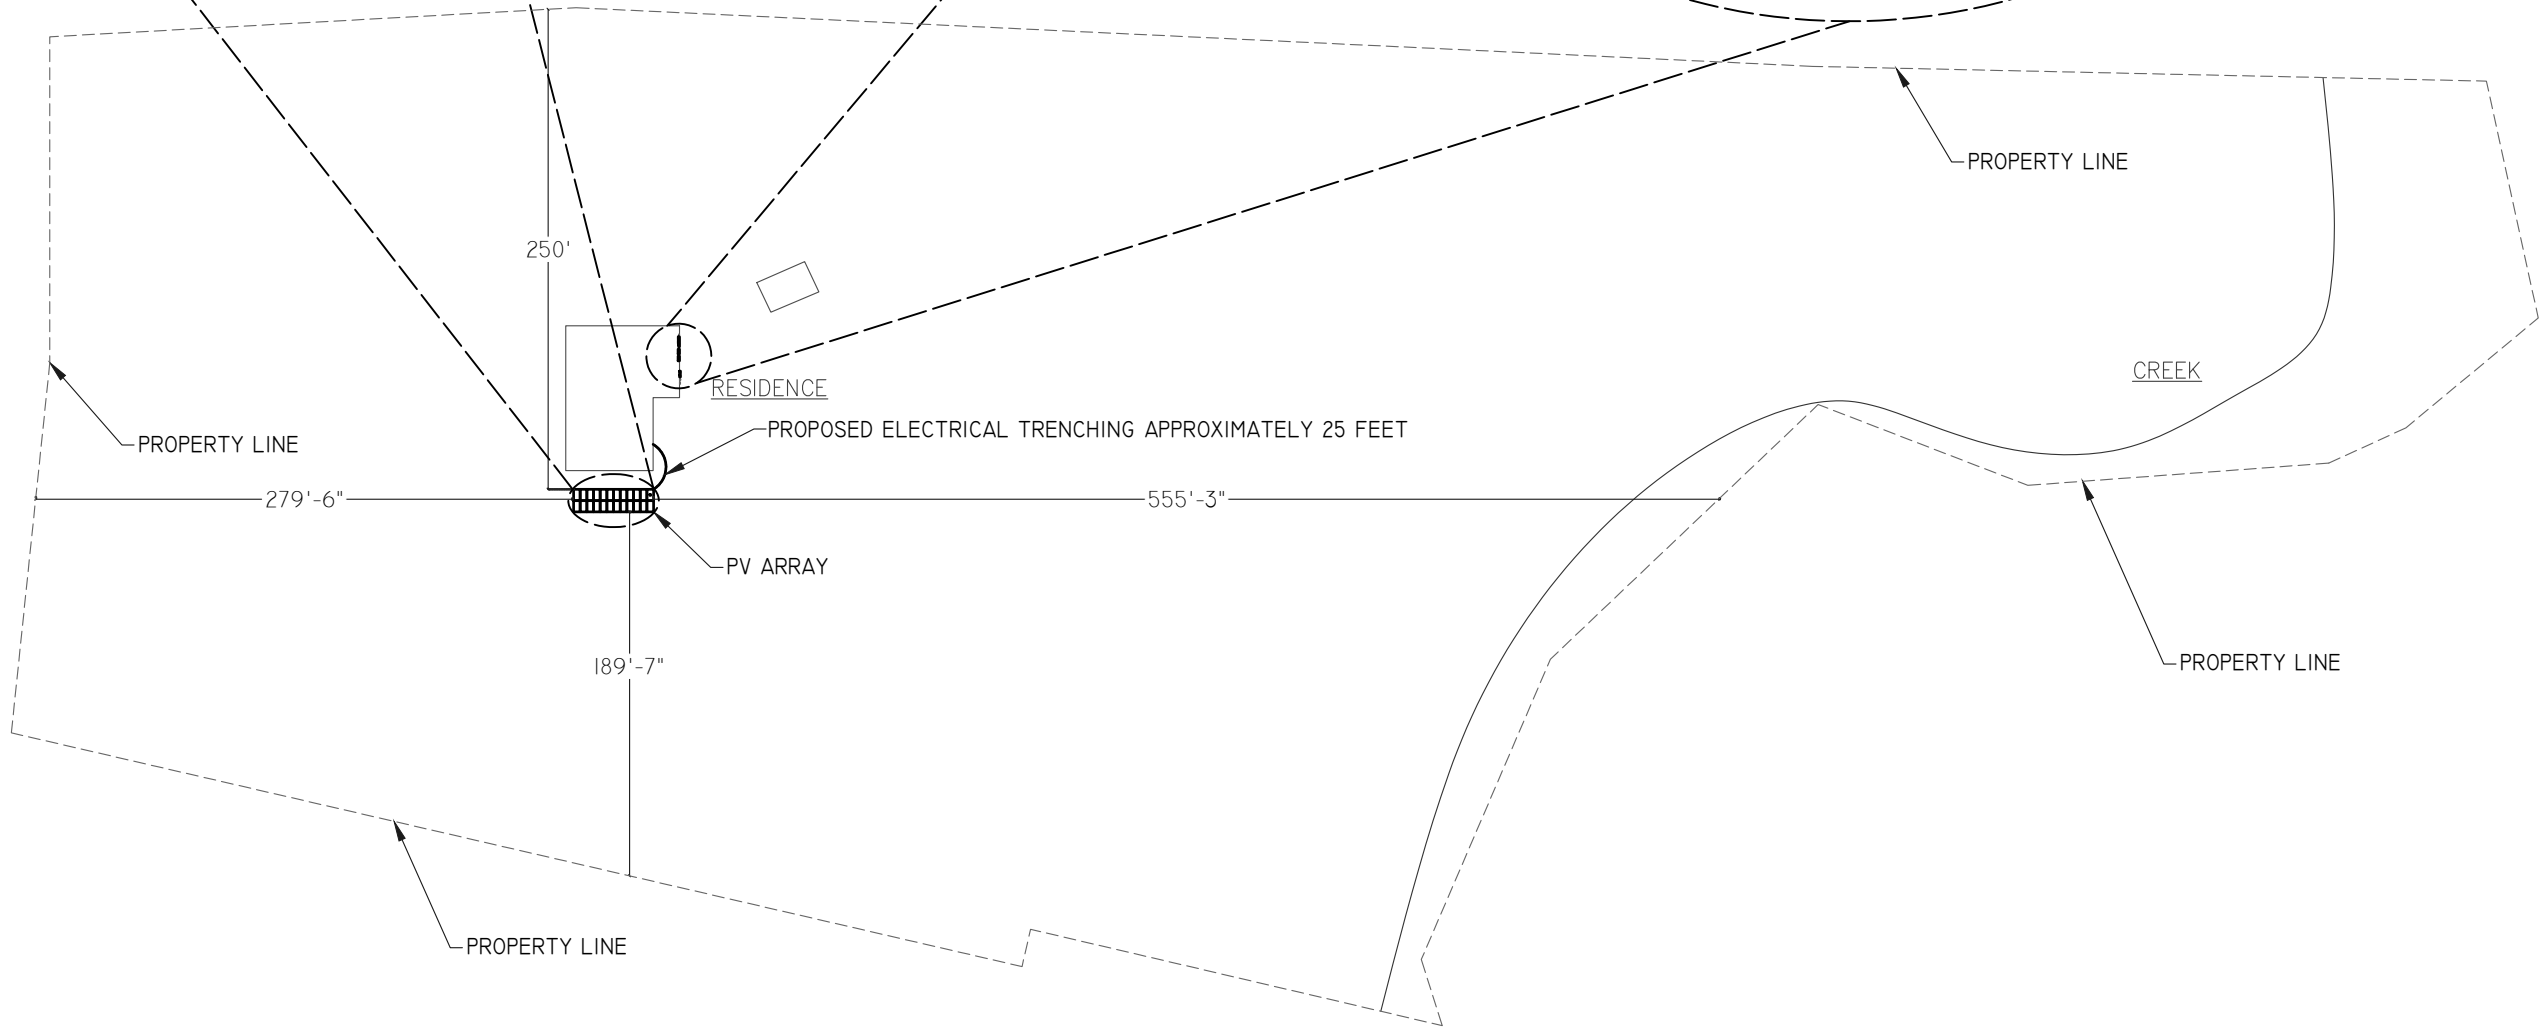 PROPERTY LINE
250'
CREEK
RESIDENCE
PROPOSED ELECTRICAL TRENCHING APPROXIMATELY 25 FEET
PROPERTY LINE
279'-6"
555'-3"
PV ARRAY
189'-7"
PROPERTY LINE
PROPERTY LINE